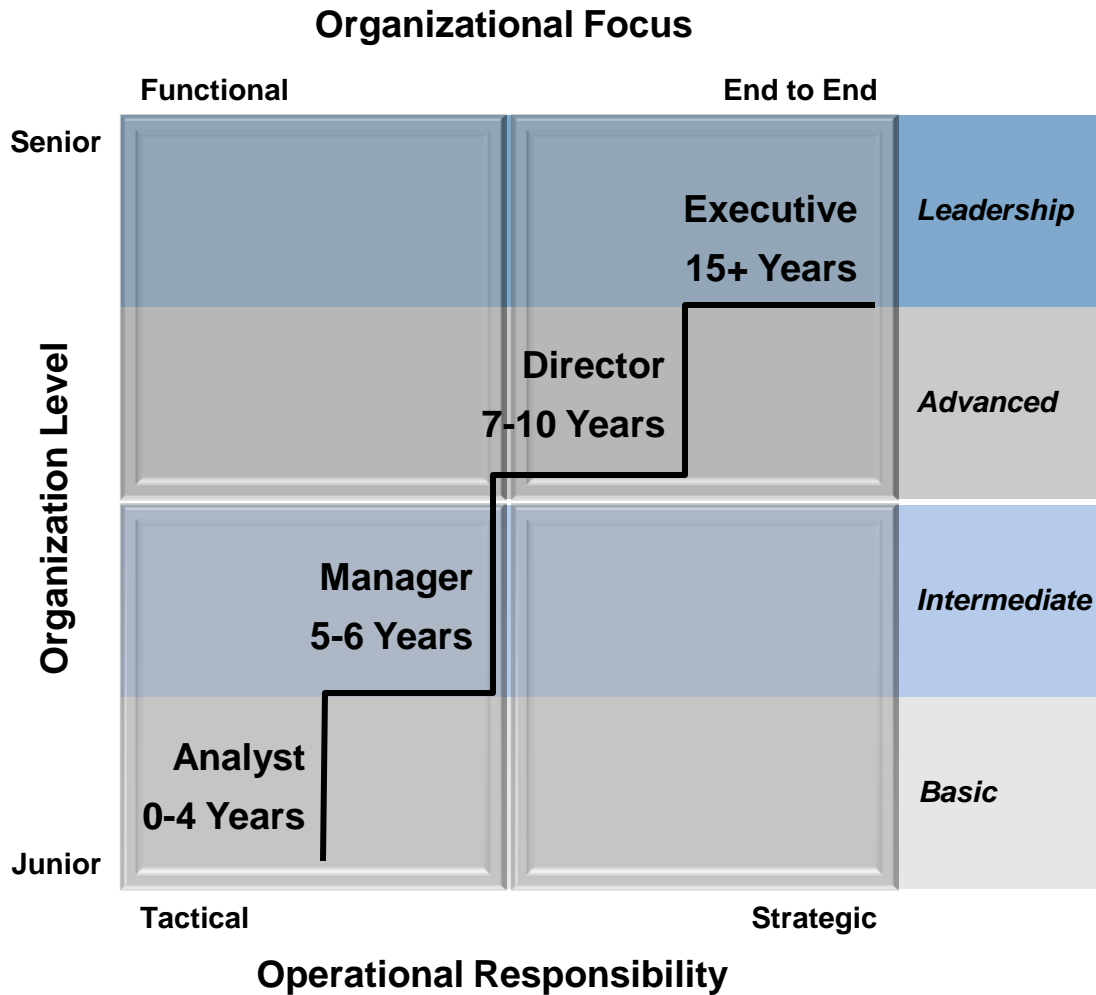 Organizational Focus
Functional
End to End
Senior
Executive
15+ Years
Leadership
Director
7-10 Years
Advanced
Organization Level
Manager
5-6 Years
Intermediate
Analyst
0-4 Years
Basic
Junior
Tactical
Strategic
Operational Responsibility